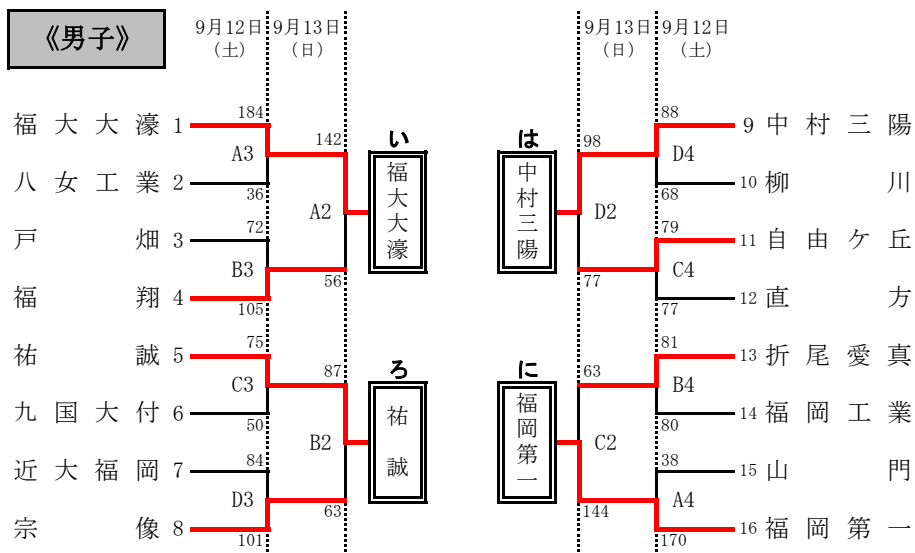 《男子》
9月12日 9月13日
(土) (日)
9月13日 9月12日
(日) (土)
福大大濠 1
184
A3
八女工業 2
36
142
A2
戸畑 3
72
B3
福翔 4
105
56
い
福大大濠
祐誠 5
75
C3
九国大付 6
50
87
B2
近大福岡 7
84
D3
宗像 8
101
63
ろ
祐誠
は
中村三陽
98
D2
77
88
9 中村三陽
D4
10 柳川
68
79
11 自由ケ丘
C4
12 直方
77
に
福岡第一
63
C2
144
81
13 折尾愛真
B4
14 福岡工業
80
38
15 山門
A4
16 福岡第一
170